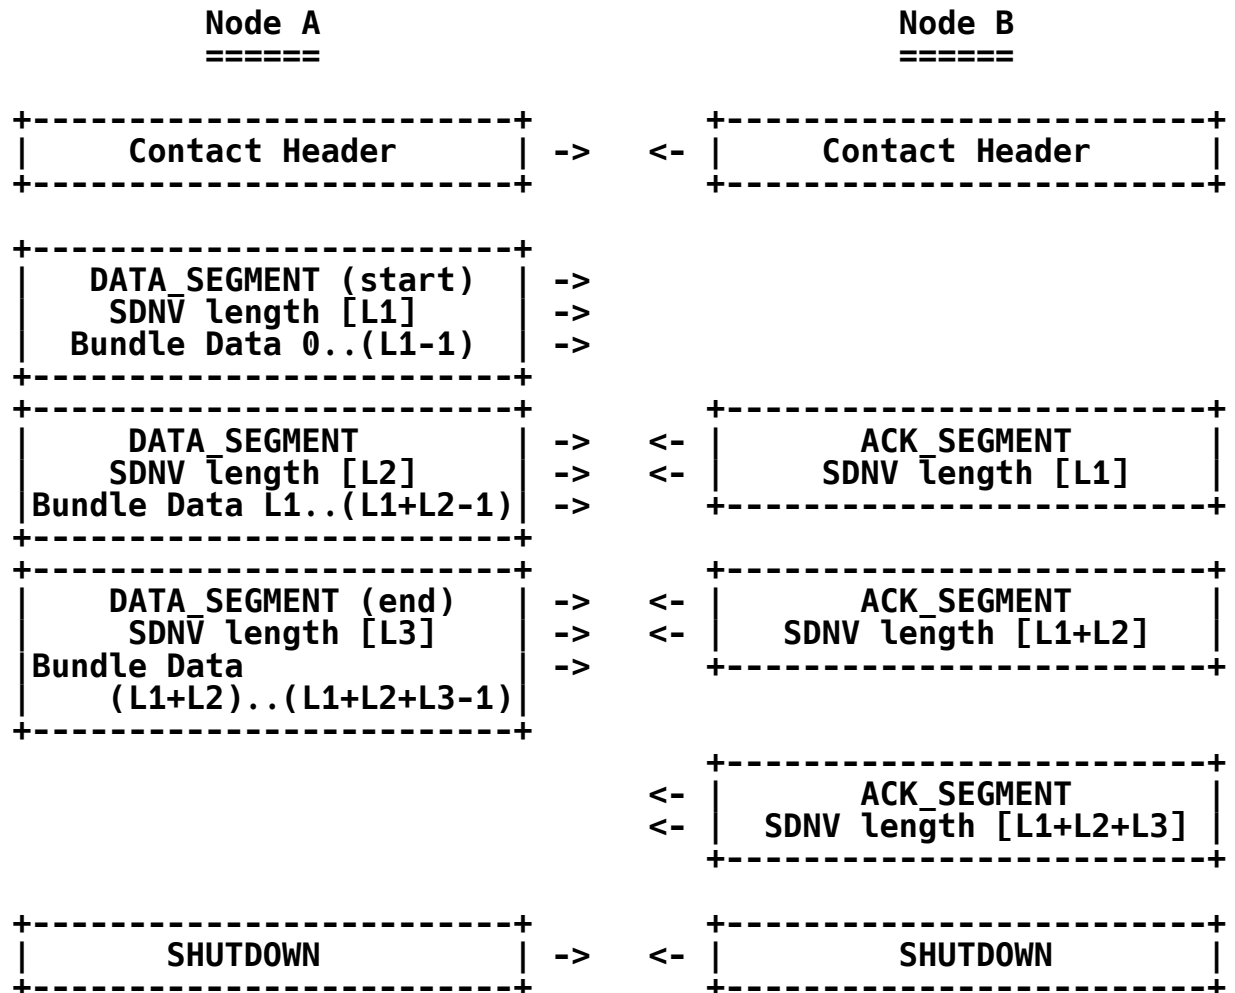 Node A                              Node B
          ======                              ======

+-------------------------+         +--------------------------+
|     Contact Header      | ->   <- |     Contact Header       |
+-------------------------+         +--------------------------+

+-------------------------+
|   DATA_SEGMENT (start)  | ->
|    SDNV length [L1]     | ->
|  Bundle Data 0..(L1-1)  | ->
+-------------------------+
+-------------------------+         +--------------------------+
|     DATA_SEGMENT        | ->   <- |       ACK_SEGMENT        |
|    SDNV length [L2]     | ->   <- |     SDNV length [L1]     |
|Bundle Data L1..(L1+L2-1)| ->      +--------------------------+
+-------------------------+
+-------------------------+         +--------------------------+
|    DATA_SEGMENT (end)   | ->   <- |       ACK_SEGMENT        |
|     SDNV length [L3]    | ->   <- |   SDNV length [L1+L2]    |
|Bundle Data              | ->      +--------------------------+
|    (L1+L2)..(L1+L2+L3-1)|
+-------------------------+
                                    +--------------------------+
                                 <- |       ACK_SEGMENT        |
                                 <- |  SDNV length [L1+L2+L3]  |
                                    +--------------------------+

+-------------------------+         +--------------------------+
|       SHUTDOWN          | ->   <- |         SHUTDOWN         |
+-------------------------+         +--------------------------+